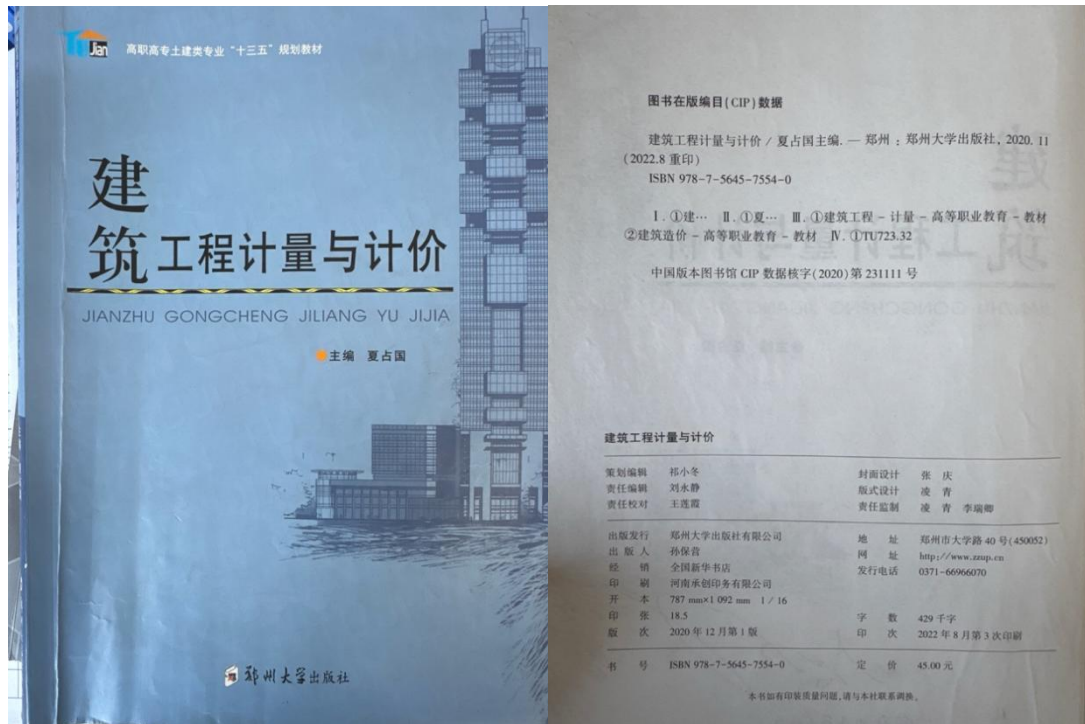 TU Jian
高职高专土建类专业“十三五”规划教材
建
筑工程计量与计价
JIANZHU GONGCHENG JILIANG YU JIJIA
主编 夏占国
郑州大学出版社
图书在版编目(CIP)数据
建筑工程计量与计价 / 夏占国主编. — 郑州 : 郑州大学出版社, 2020. 11
(2022.8 重印)
ISBN 978-7-5645-7554-0
Ⅰ. ①建… Ⅱ. ①夏… Ⅲ. ①建筑工程 - 计量 - 高等职业教育 - 教材
②建筑造价 - 高等职业教育 - 教材 Ⅳ. ①TU723.32
中国版本图书馆 CIP 数据核字(2020)第 231111 号
建筑工程计量与计价
策划编辑 祁小冬 封面设计 张 庆
责任编辑 刘永静 版式设计 凌 青
责任校对 王莲霞 责任监制 凌 青 李瑞卿
出版发行 郑州大学出版社有限公司 地 址 郑州市大学路 40 号(450052)
出 版 人 孙保营 网 址 http://www.zzup.cn
经 销 全国新华书店 发行电话 0371-66966070
印 刷 河南承创印务有限公司
开 本 787 mm×1 092 mm 1 / 16
印 张 18.5 字 数 429 千字
版 次 2020 年 12 月第 1 版 印 次 2022 年 8 月第 3 次印刷
书 号 ISBN 978-7-5645-7554-0 定 价 45.00 元
本书如有印装质量问题,请与本社联系调换。